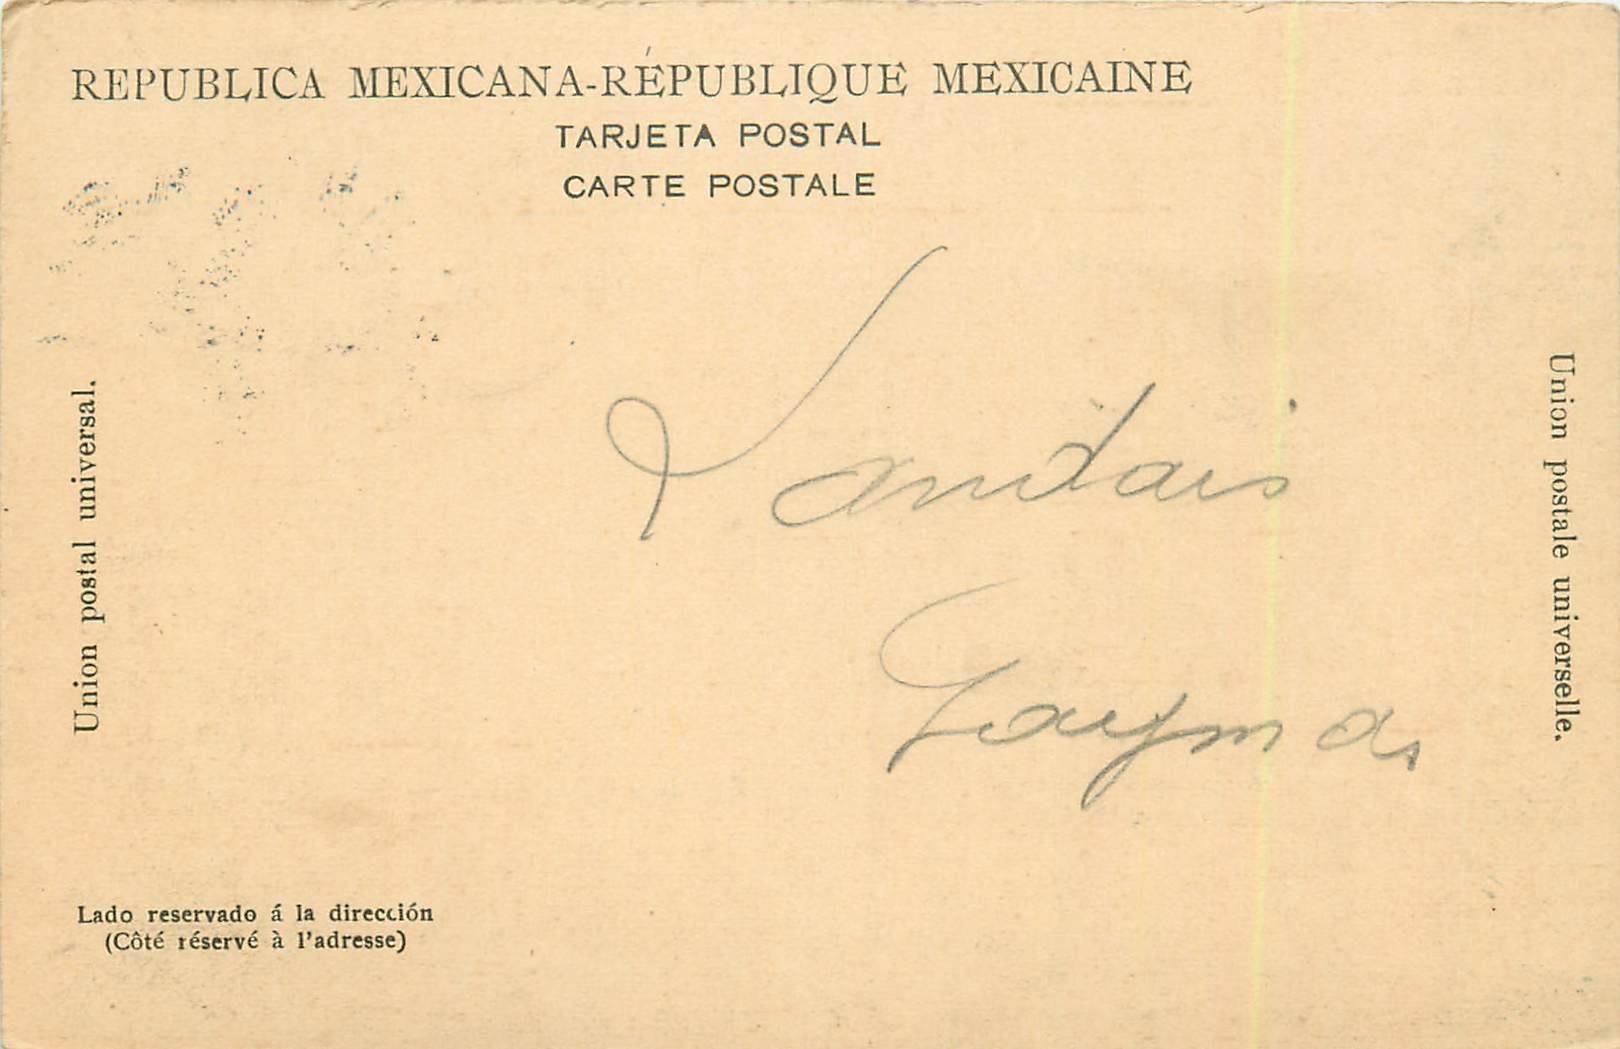 REPUBLICA MEXICANA-RÉPUBLIQUE MEXICAINE
TARJETA POSTAL
CARTE POSTALE
Union postal universal.
Union postale universelle.
Lado reservado á la dirección
(Côté réservé à l'adresse)